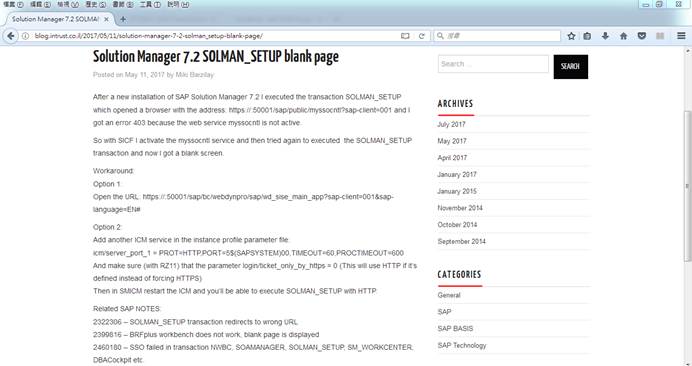 檔案(F) 編輯(E) 檢視(V) 歷史(S) 書籤(B) 工具(T) 說明(H)
Solution Manager 7.2 SOLMAN...
blog.intrust.co.il/2017/05/11/solution-manager-7-2-solman_setup-blank-page/
搜尋
Solution Manager 7.2 SOLMAN_SETUP blank page
Posted on May 11, 2017 by Miki Barzilay
After a new installation of SAP Solution Manager 7.2 I executed the transaction SOLMAN_SETUP
which opened a browser with the address: https://:50001/sap/public/myssocntl?sap-client=001 and I
got an error 403 because the web service myssocntl is not active.
So with SICF I activate the myssocntl service and then tried again to executed the SOLMAN_SETUP
transaction and now I got a blank screen.
Workaround:
Option 1:
Open the URL: https://:50001/sap/bc/webdynpro/sap/wd_sise_main_app?sap-client=001&sap-
language=EN#
Option 2:
Add another ICM service in the instance profile parameter file:
icm/server_port_1 = PROT=HTTP,PORT=5$(SAPSYSTEM)00,TIMEOUT=60,PROCTIMEOUT=600
And make sure (with RZ11) that the parameter login/ticket_only_by_https = 0 (This will use HTTP if it's
defined instead of forcing HTTPS)
Then in SMICM restart the ICM and you'll be able to execute SOLMAN_SETUP with HTTP.
Related SAP NOTES:
2322306 – SOLMAN_SETUP transaction redirects to wrong URL
2399816 – BRFplus workbench does not work, blank page is displayed
2460180 – SSO failed in transaction NWBC, SOAMANAGER, SOLMAN_SETUP, SM_WORKCENTER,
DBACockpit etc.
Search ...
SEARCH
ARCHIVES
July 2017
May 2017
April 2017
January 2017
January 2015
November 2014
October 2014
September 2014
CATEGORIES
General
SAP
SAP BASIS
SAP Technology